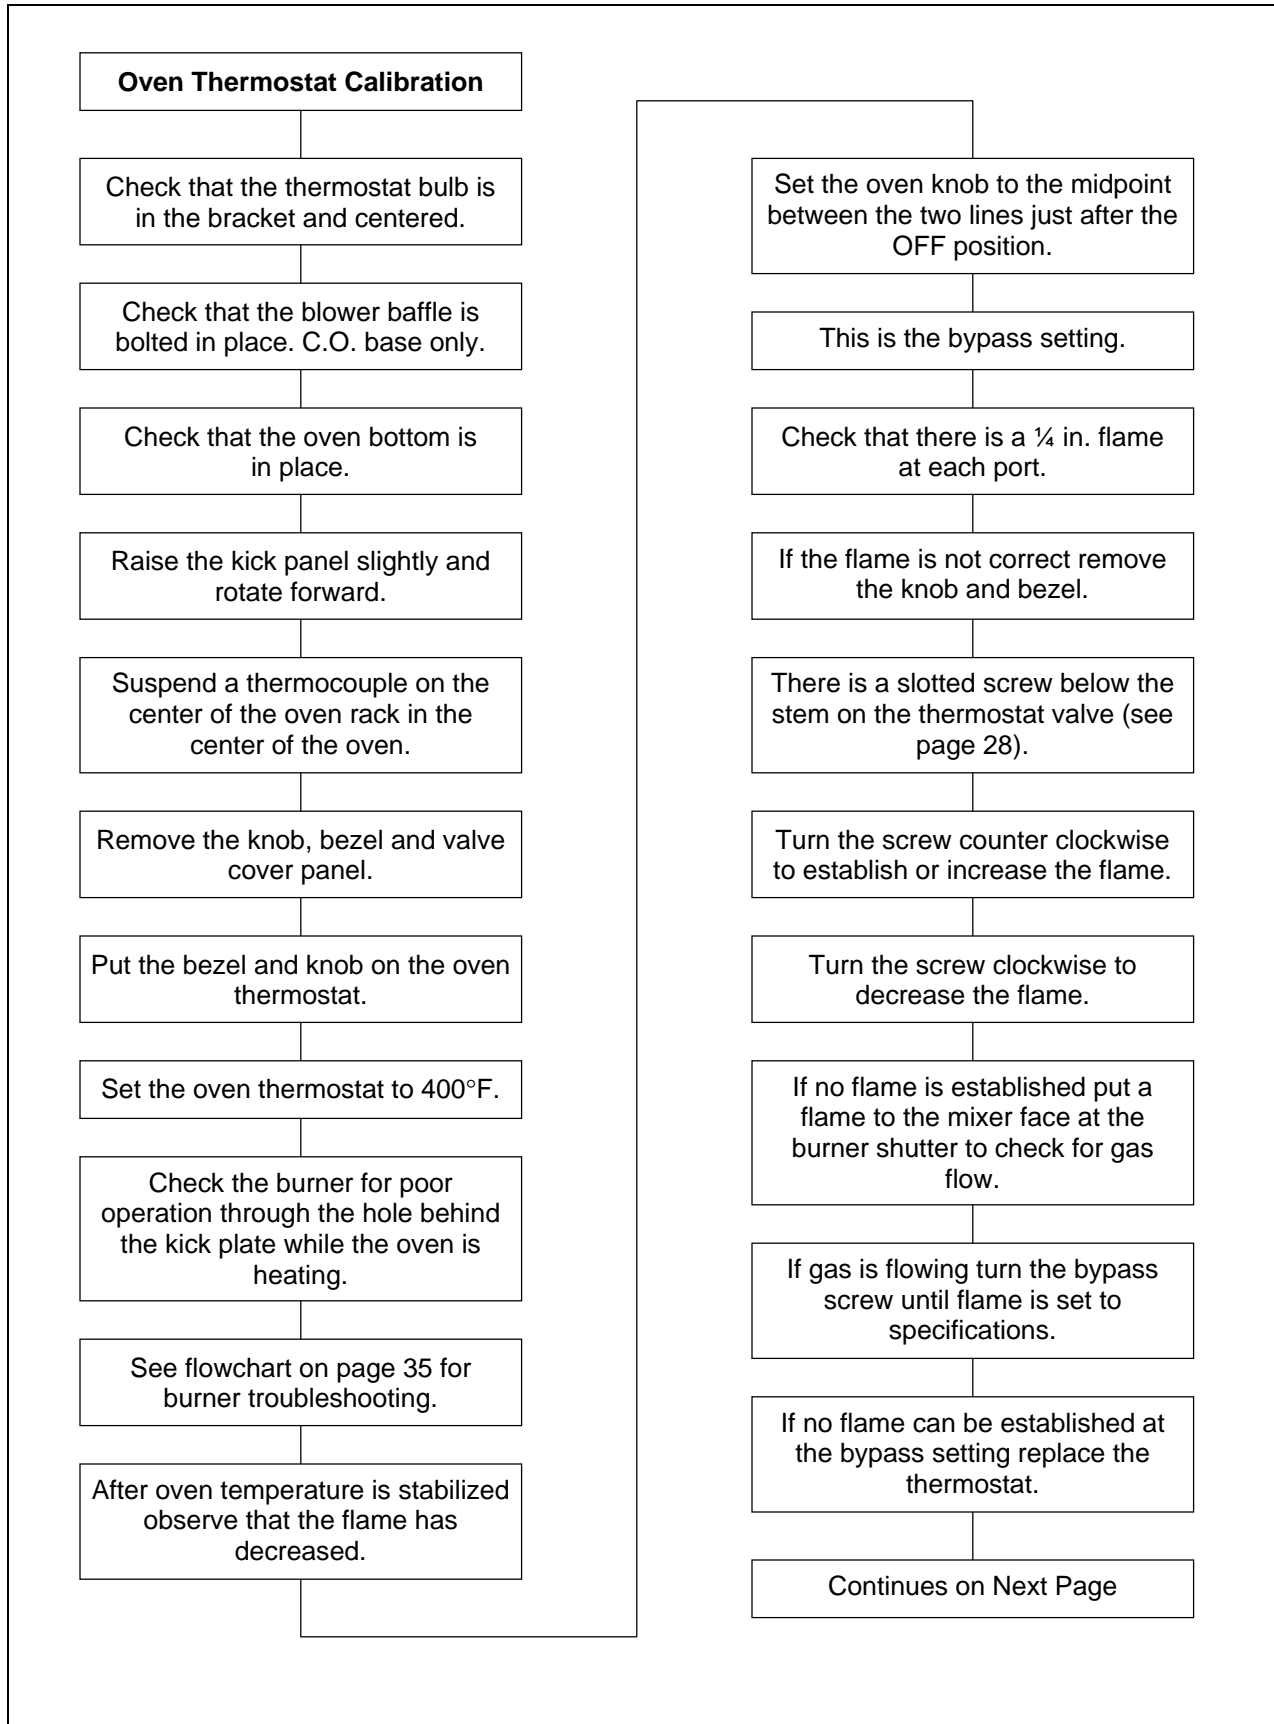 Oven Thermostat Calibration
Check that the thermostat bulb is
in the bracket and centered.
Check that the blower baffle is
bolted in place. C.O. base only.
Check that the oven bottom is
in place.
Raise the kick panel slightly and
rotate forward.
Suspend a thermocouple on the
center of the oven rack in the
center of the oven.
Remove the knob, bezel and valve
cover panel.
Put the bezel and knob on the oven
thermostat.
Set the oven thermostat to 400°F.
Check the burner for poor
operation through the hole behind
the kick plate while the oven is
heating.
See flowchart on page 35 for
burner troubleshooting.
After oven temperature is stabilized
observe that the flame has
decreased.
Set the oven knob to the midpoint
between the two lines just after the
OFF position.
This is the bypass setting.
Check that there is a ¼ in. flame
at each port.
If the flame is not correct remove
the knob and bezel.
There is a slotted screw below the
stem on the thermostat valve (see
page 28).
Turn the screw counter clockwise
to establish or increase the flame.
Turn the screw clockwise to
decrease the flame.
If no flame is established put a
flame to the mixer face at the
burner shutter to check for gas
flow.
If gas is flowing turn the bypass
screw until flame is set to
specifications.
If no flame can be established at
the bypass setting replace the
thermostat.
Continues on Next Page